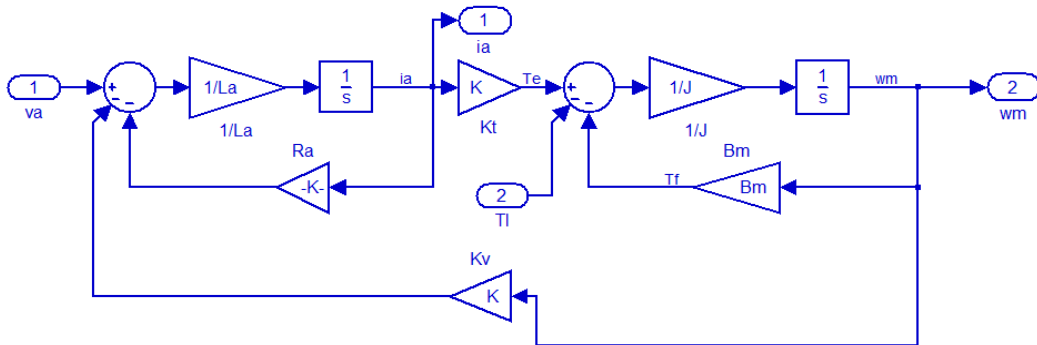 1
va
+
−
−
1/La
1/La
1
s
ia
1
ia
K
Kt
Te
+
−
−
1/J
1/J
1
s
wm
2
wm
Ra
-K-
2
Tl
Tf
Bm
Bm
Kv
K